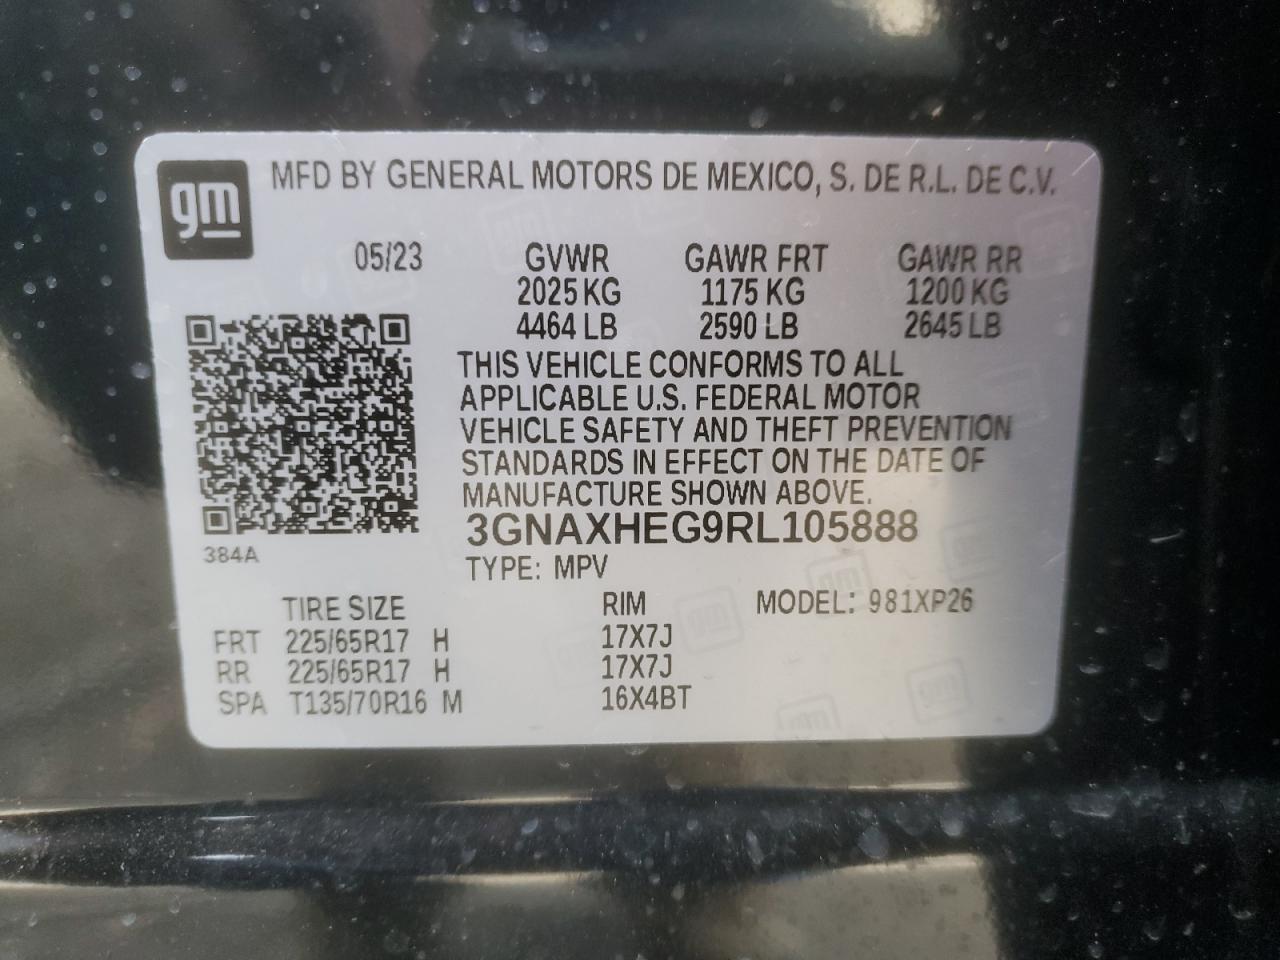 gm MFD BY GENERAL MOTORS DE MEXICO, S. DE R.L. DE C.V.
05/23 GVWR GAWR FRT GAWR RR
2025 KG 1175 KG 1200 KG
4464 LB 2590 LB 2645 LB
THIS VEHICLE CONFORMS TO ALL
APPLICABLE U.S. FEDERAL MOTOR
VEHICLE SAFETY AND THEFT PREVENTION
STANDARDS IN EFFECT ON THE DATE OF
MANUFACTURE SHOWN ABOVE.
3GNAXHEG9RL105888
384A
TYPE: MPV
TIRE SIZE RIM MODEL: 981XP26
FRT 225/65R17 H 17X7J
RR 225/65R17 H 17X7J
SPA T135/70R16 M 16X4BT